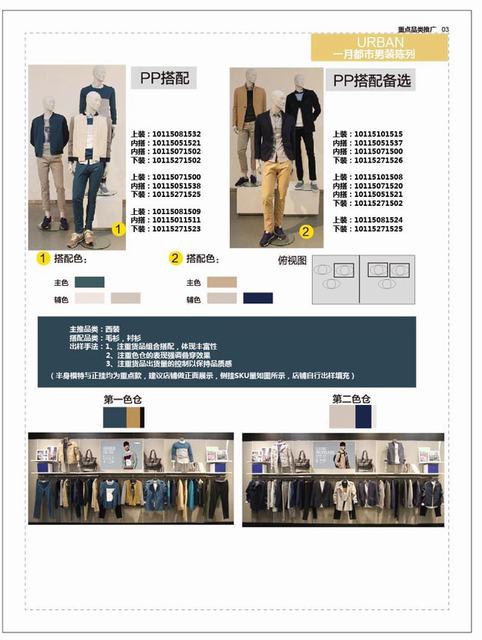 重点品类推广 03
URBAN
一月都市男装陈列
PP搭配
上装：10115081532
内搭：10115051521
内搭：10115071502
下装：10115271502
上装：10115071500
内搭：10115051538
下装：10115271525
上装：10115081509
内搭：10115011511
下装：10115271523
1
PP搭配备选
上装：10115101515
内搭：10115051537
内搭：10115071500
下装：10115271526
上装：10115101508
内搭：10115071520
内搭：10115051521
下装：10115271502
上装：10115081524
下装：10115271525
2
1 搭配色：
主色
辅色
2 搭配色：
主色
辅色
俯视图
主推品类：西装
搭配品类：毛衫，衬衫
出样手法：1、注重货品组合搭配，体现丰富性
2、注重色仓的表现强调叠穿效果
3、注重货品出货量的控制以保持品质感
（半身模特与正挂均为重点款，建议店铺做正面展示，侧挂SKU量如图所示，店铺自行出样填充）
第一色仓
第二色仓